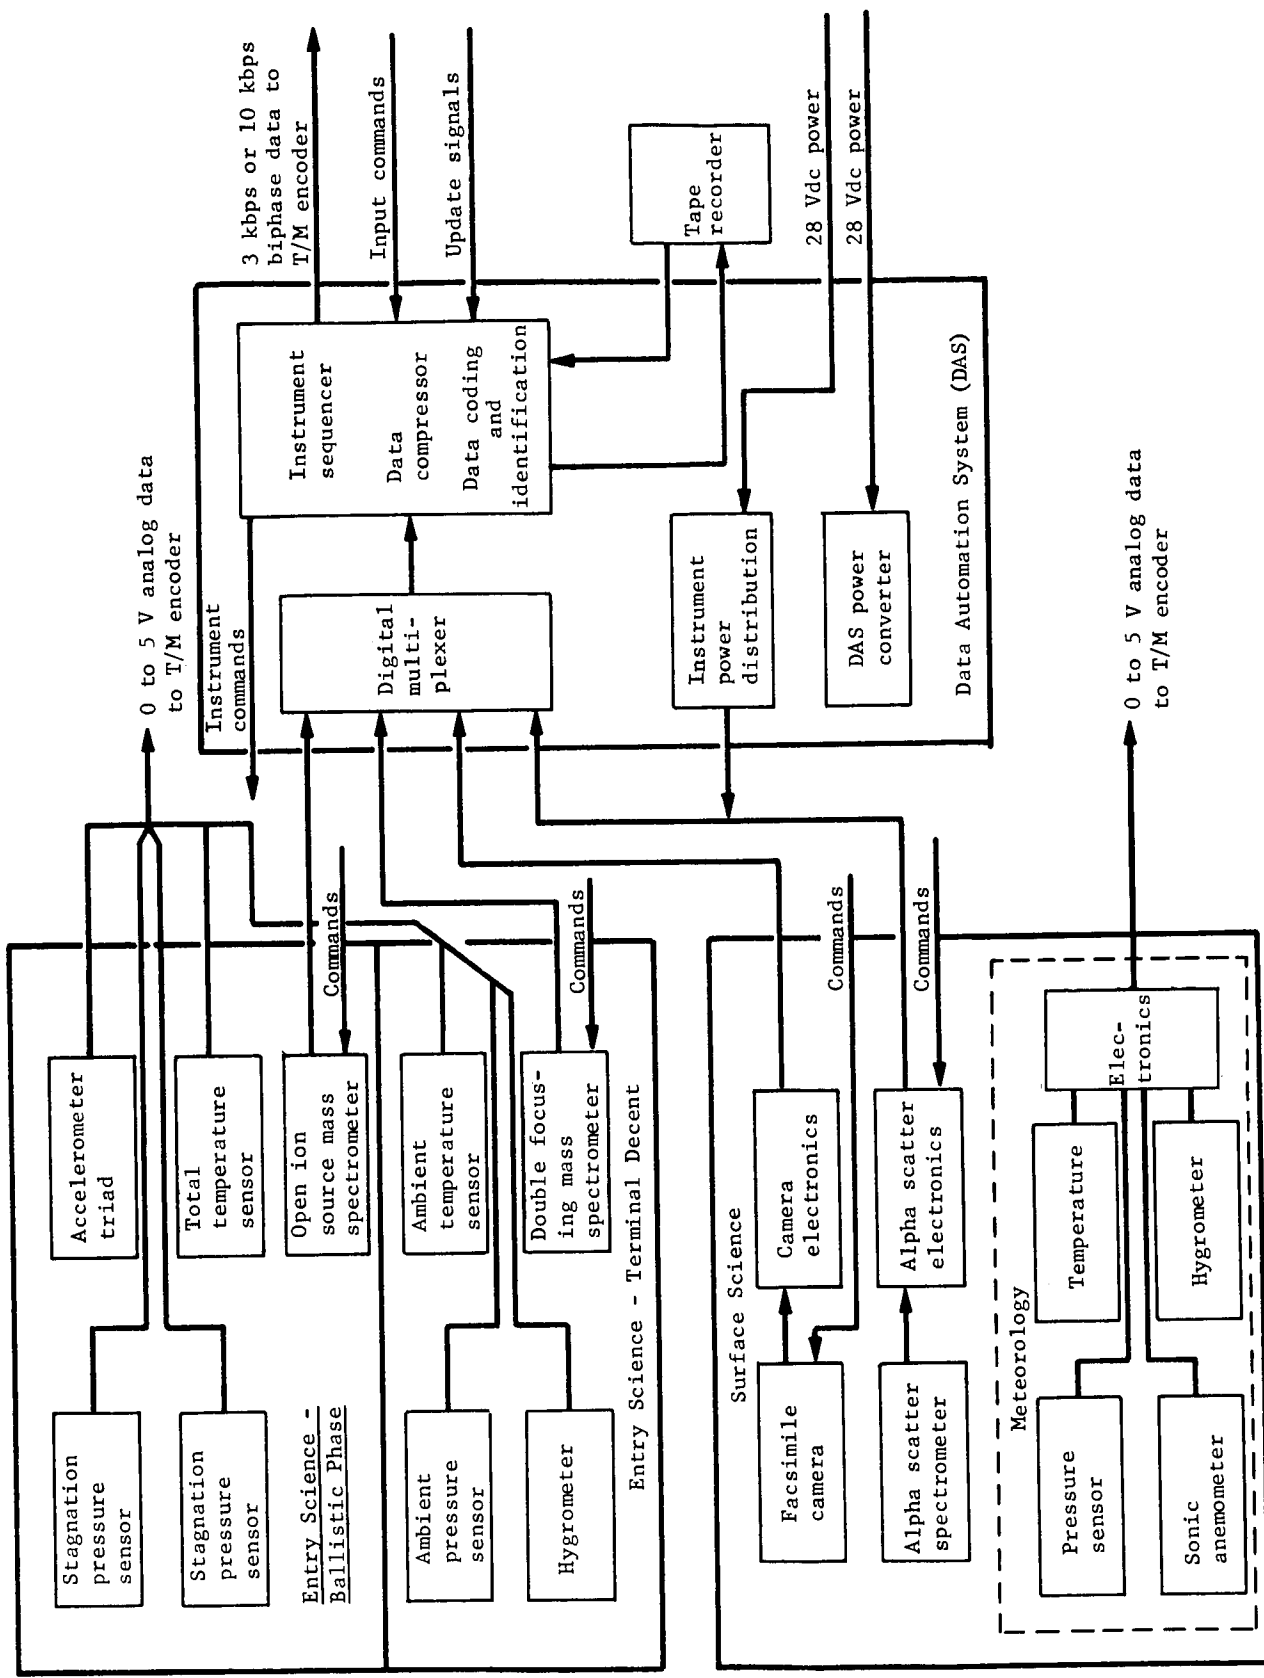 Stagnation
pressure
sensor
Accelerometer
triad
Stagnation
pressure
sensor
Total
temperature
sensor
Entry Science -
Ballistic Phase
Open ion
source mass
spectrometer
Commands
Ambient
pressure
sensor
Ambient
temperature
sensor
Hygrometer
Double focus-
ing mass
spectrometer
Commands
Entry Science - Terminal Decent
0 to 5 V analog data
to T/M encoder
Instrument
commands
Digital
multi-
plexer
Instrument
sequencer
Data
compressor
Data coding
and
identification
3 kbps or 10 kbps
biphase data to
T/M encoder
Input commands
Update signals
Tape
recorder
Instrument
power
distribution
28 Vdc power
28 Vdc power
DAS power
converter
Data Automation System (DAS)
Surface Science
Facsimile
camera
Camera
electronics
Commands
Alpha scatter
spectrometer
Alpha scatter
electronics
Commands
Meteorology
Pressure
sensor
Temperature
Elec-
tronics
Sonic
anemometer
Hygrometer
0 to 5 V analog data
to T/M encoder